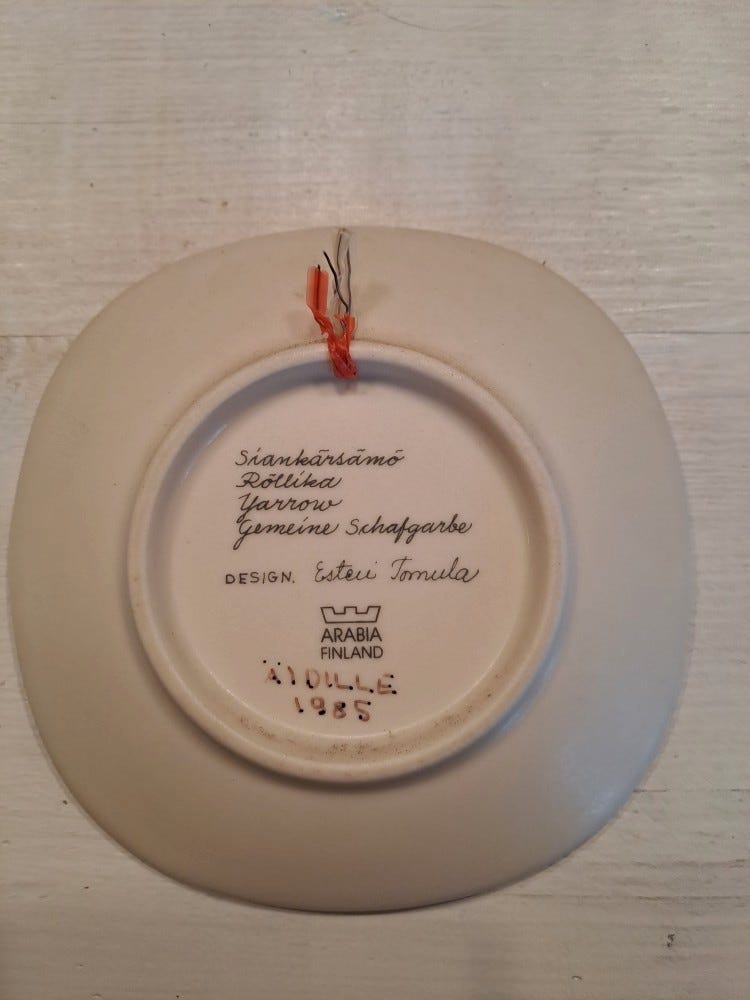 Siankärsämö
Röllika
Yarrow
Gemeine Schafgarbe
DESIGN. Esteri Tomula
ARABIA
FINLAND
ÄIDILLE
1985